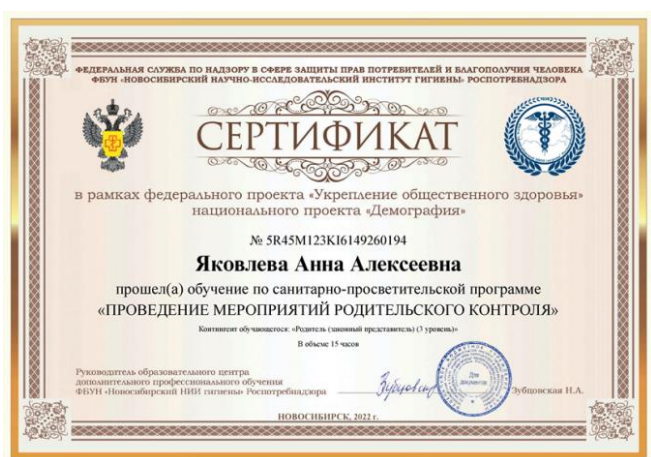 ФЕДЕРАЛЬНАЯ СЛУЖБА ПО НАДЗОРУ В СФЕРЕ ЗАЩИТЫ ПРАВ ПОТРЕБИТЕЛЕЙ И БЛАГОПОЛУЧИЯ ЧЕЛОВЕКА
ФБУН «НОВОСИБИРСКИЙ НАУЧНО-ИССЛЕДОВАТЕЛЬСКИЙ ИНСТИТУТ ГИГИЕНЫ» РОСПОТРЕБНАДЗОРА
СЕРТИФИКАТ
в рамках федерального проекта «Укрепление общественного здоровья»
национального проекта «Демография»
№ 5R45M123KI6149260194
Яковлева Анна Алексеевна
прошел(а) обучение по санитарно-просветительской программе
«ПРОВЕДЕНИЕ МЕРОПРИЯТИЙ РОДИТЕЛЬСКОГО КОНТРОЛЯ»
Контингент обучающегося: «Родитель (законный представитель) (3 уровень)»
В объеме 15 часов
Руководитель образовательного центра
дополнительного профессионального обучения
ФБУН «Новосибирский НИИ гигиены» Роспотребнадзора
Для
документов
Зубцовская Н.А.
НОВОСИБИРСК, 2022 г.